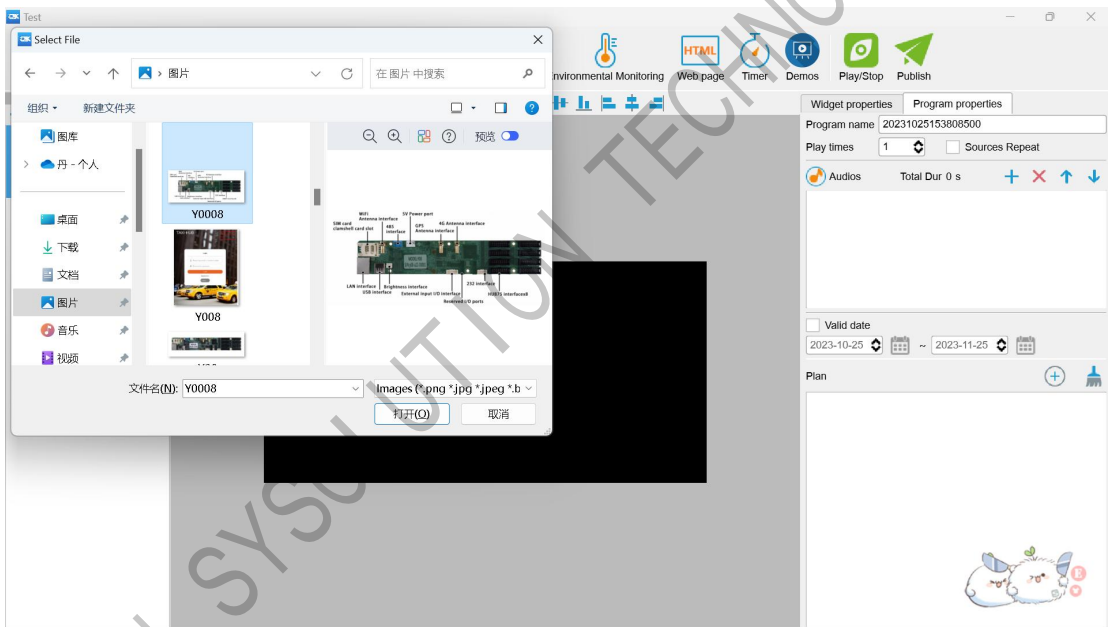 Test
Select File
图片
在 图片 中搜索
组织
新建文件夹
图库
丹 - 个人
桌面
下载
文档
图片
音乐
视频
Y0008
Y008
预览
WiFi
Antenna interface
5V Power port
SIM card
clamshell card slot
485
interface
GPS
Antenna interface
4G Antenna interface
LAN interface
USB interface
Brightness interface
External input I/O interface
232 interface
Reserved I/O ports
文件名(N): Y0008
Images (*.png *.jpg *.jpeg *.b
打开(O)
取消
nvironmental Monitoring
HTML
Web page
Timer
Demos
Play/Stop
Publish
Widget properties
Program properties
Program name 20231025153808500
Play times 1
Sources Repeat
Audios
Total Dur 0 s
Valid date
2023-10-25 ~ 2023-11-25
Plan
SYSOLUTION TECHNO